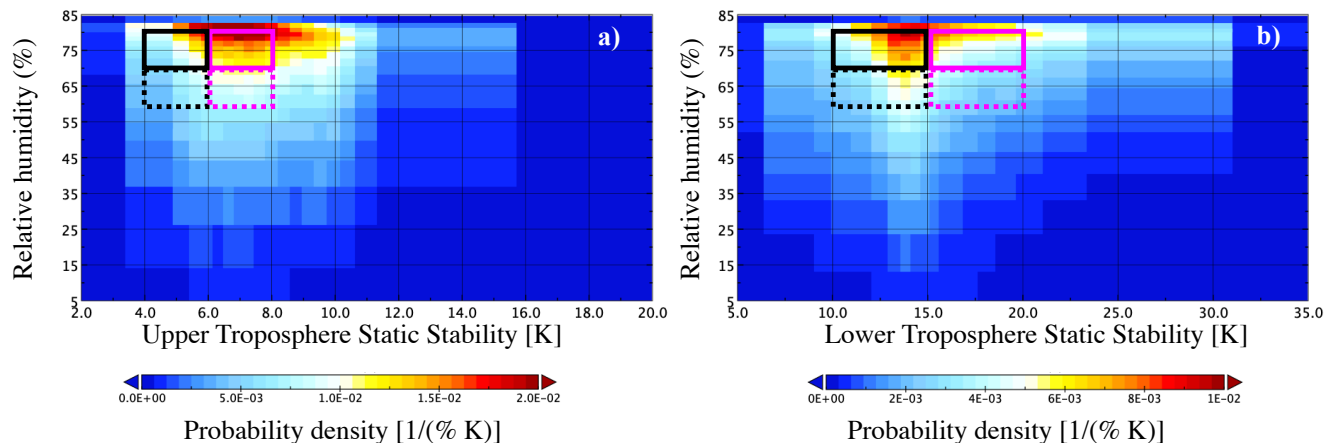 a)
Relative humidity (%)
85
75
65
55
45
35
25
15
5
2.0 4.0 6.0 8.0 10.0 12.0 14.0 16.0 18.0 20.0
Upper Troposphere Static Stability [K]
0.0E+00 5.0E-03 1.0E-02 1.5E-02 2.0E-02
Probability density [1/(% K)]
b)
Relative humidity (%)
85
75
65
55
45
35
25
15
5
5.0 10.0 15.0 20.0 25.0 30.0 35.0
Lower Troposphere Static Stability [K]
0E+00 2E-03 4E-03 6E-03 8E-03 1E-02
Probability density [1/(% K)]